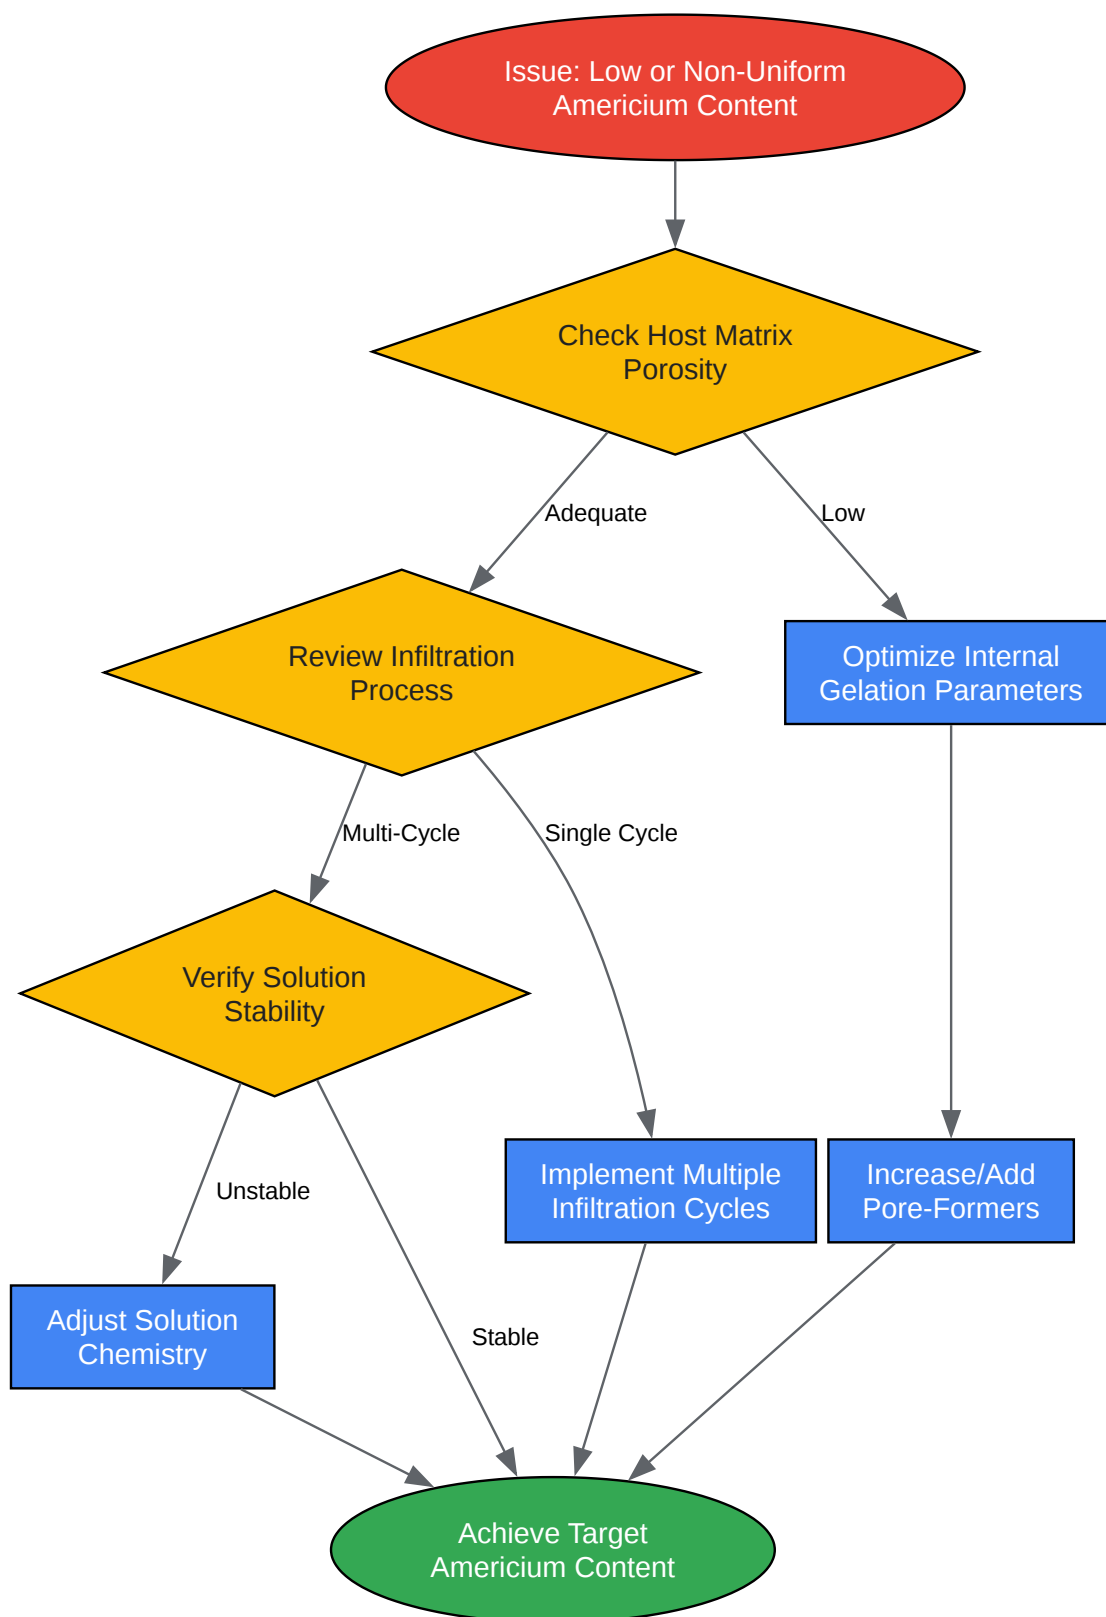 Issue: Low or Non-Uniform
Americium Content
Check Host Matrix
Porosity
Adequate
Low
Review Infiltration
Process
Optimize Internal
Gelation Parameters
Multi-Cycle
Single Cycle
Verify Solution
Stability
Implement Multiple
Infiltration Cycles
Increase/Add
Pore-Formers
Unstable
Adjust Solution
Chemistry
Stable
Achieve Target
Americium Content